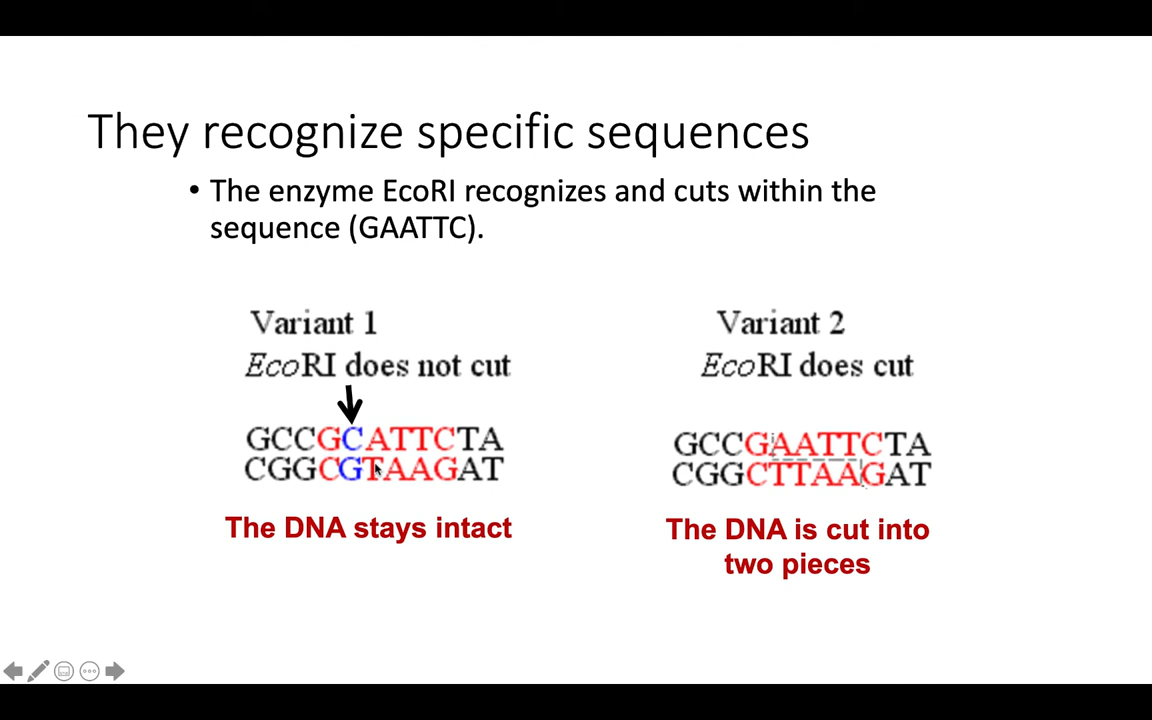 They recognize specific sequences
• The enzyme EcoRI recognizes and cuts within the
sequence (GAATTC).
Variant 1
EcoRI does not cut
GCCGCATTCTA
CGGCGTAAGAT
The DNA stays intact
Variant 2
EcoRI does cut
GCCGAATTCTA
CGGCTTAAGAT
The DNA is cut into
two pieces